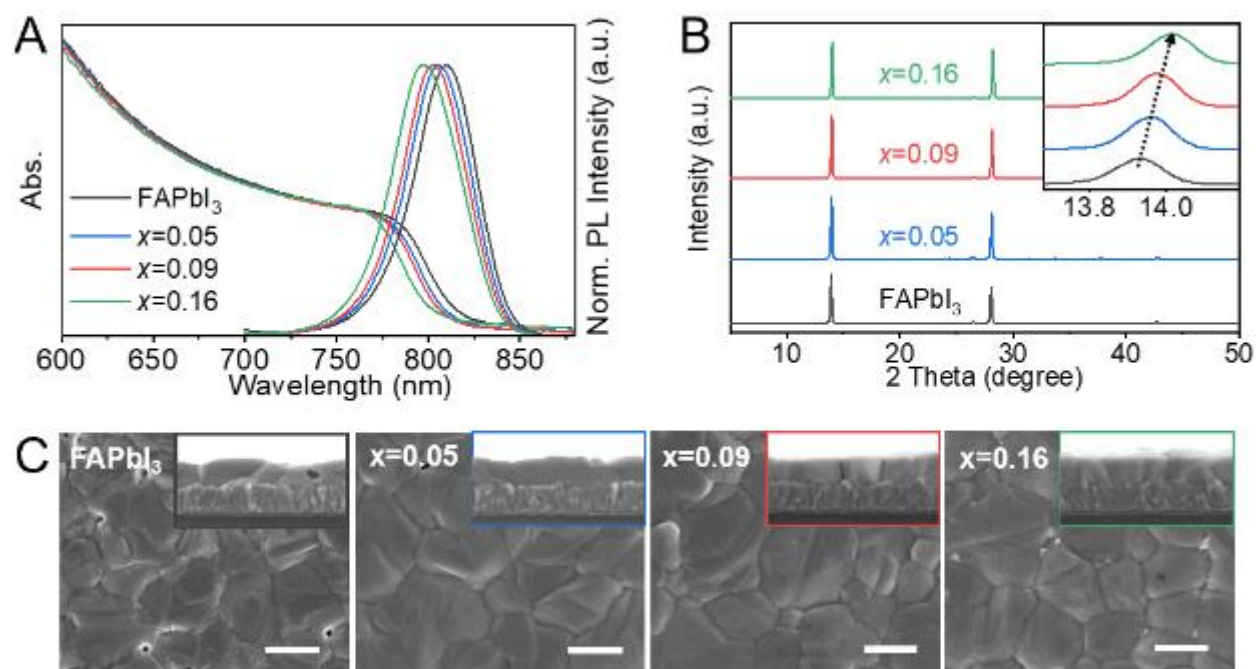 A
Abs.
FAPbI₃
x=0.05
x=0.09
x=0.16
Norm. PL Intensity (a.u.)
600 650 700 750 800 850
Wavelength (nm)
B
Intensity (a.u.)
x=0.16
x=0.09
x=0.05
FAPbI₃
13.8 14.0
10 20 30 40 50
2 Theta (degree)
C
FAPbI₃
x=0.05
x=0.09
x=0.16